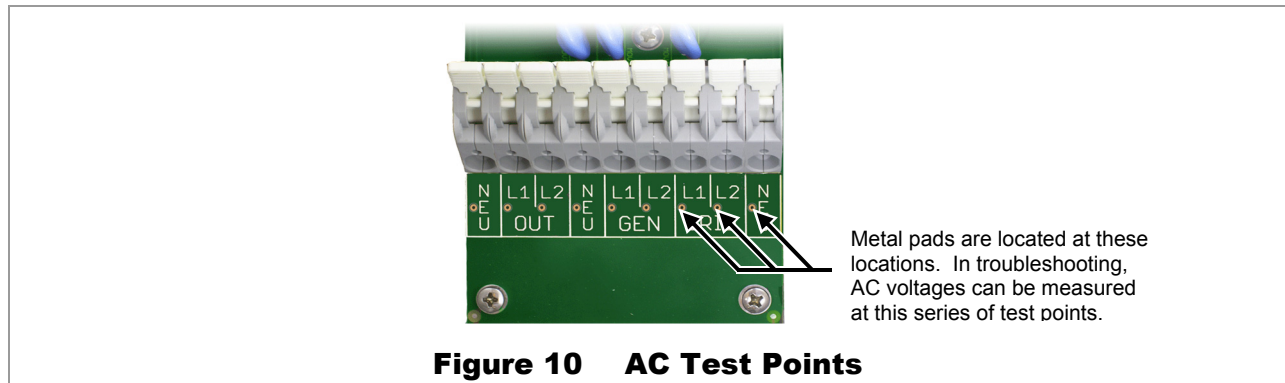 N E U L1 L2 N E U L1 L2 L1 L2 N
OUT GEN
Metal pads are located at these
locations. In troubleshooting,
AC voltages can be measured
at this series of test points.
Figure 10 AC Test Points